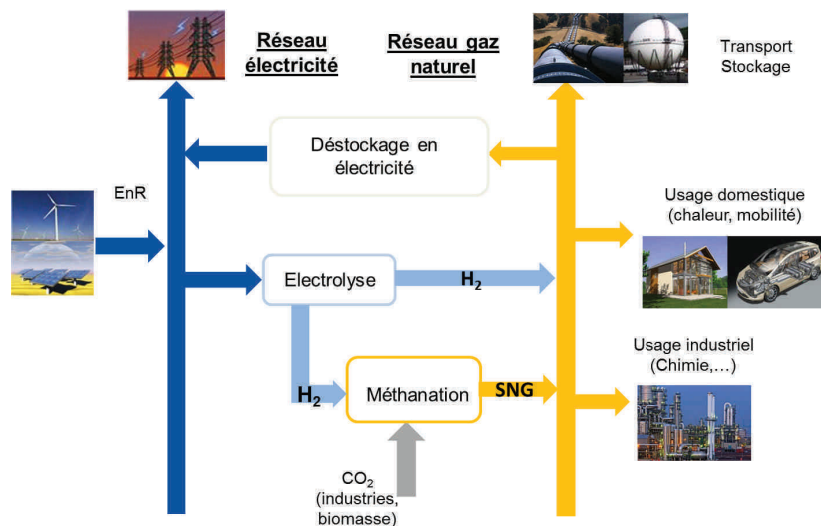 Réseau
électricité
Réseau gaz
naturel
Transport
Stockage
Déstockage en
électricité
EnR
Usage domestique
(chaleur, mobilité)
Electrolyse
H₂
Usage industriel
(Chimie,...)
H₂
Méthanation
SNG
CO₂
(industries,
biomasse)